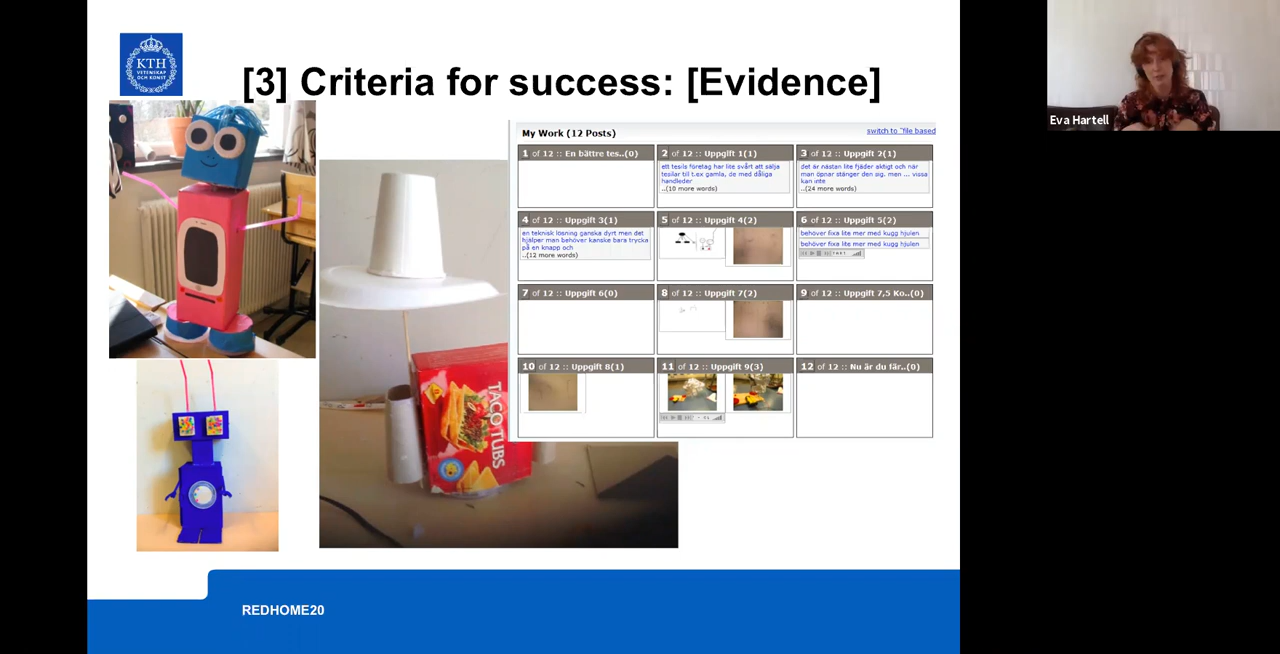 KTH
VETENSKAP
OCH KONST
[3] Criteria for success: [Evidence]
Eva Hartell
My Work (12 Posts)
switch to ~file based
1 of 12 :: En bättre tes..(0)
2 of 12 :: Uppgift 1(1)
ett tesils företag har lite svårt att sälja
tesilar till t.ex gamla, de med dåliga
handleder
..(10 more words)
3 of 12 :: Uppgift 2(1)
det är nästan lite fjäder aktigt och när
man öpnar stånger den sig. men ... vissa
kan inte
..(24 more words)
4 of 12 :: Uppgift 3(1)
en teknisk lösning ganska dyrt men det
hjälper man behöver kanske bara trycka
på en knapp och
..(12 more words)
5 of 12 :: Uppgift 4(2)
6 of 12 :: Uppgift 5(2)
behöver fixa lite mer med kugg hjulen
behöver fixa lite mer med kugg hjulen
7 of 12 :: Uppgift 6(0)
8 of 12 :: Uppgift 7(2)
9 of 12 :: Uppgift 7,5 Ko..(0)
10 of 12 :: Uppgift 8(1)
11 of 12 :: Uppgift 9(3)
12 of 12 :: Nu är du fär..(0)
TACO TUBS
REDHOME20